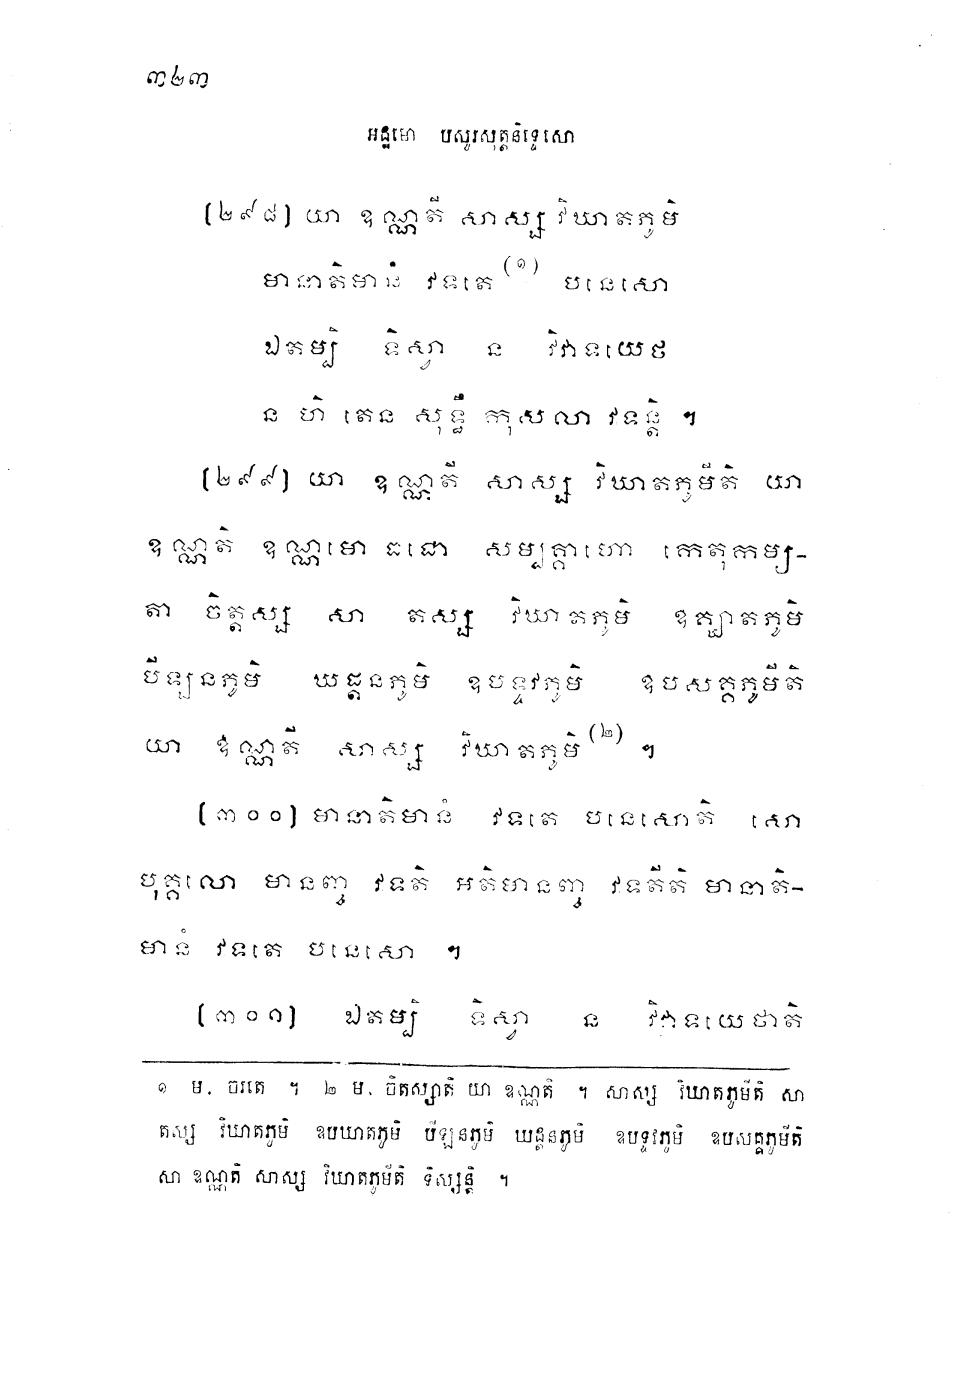 ៣២៣
អដ្ឋមោ បសូរសុត្តនិទ្ទេសោ
(២៩៨) យា ឧណ្ណតី សាស្ស វិឃាតភូមិ
មានាតិមានំ វទតេ (១) បនេសោ
ឯតម្បិ ទិស្វា ន វិវាទយេថ
ន ហិ តេន សុទ្ធឹ កុសលា វទន្តិ ។
(២៩៩) យា ឧណ្ណតី សាស្ស វិឃាតភូមីតិ យា
ឧណ្ណតិ ឧណ្ណមោ ធជោ សម្បគ្គាហោ កេតុកម្យ-
តា ចិត្តស្ស សា តស្ស វិឃាតភូមិ ឧគ្ឃាតភូមិ
បីឡនភូមិ ឃដ្តនភូមិ ឧបទ្ទវភូមិ ឧបសគ្គភូមីតិ
យា ឧណ្ណតី សាស្ស វិឃាតភូមិ (២) ។
(៣០០) មានាតិមានំ វទតេ បនេសោតិ សោ
បុគ្គលោ មានញ្ច វទតិ អតិមានញ្ច វទតីតិ មានាតិ-
មានំ វទតេ បនេសោ ។
(៣០១) ឯតម្បិ ទិស្វា ន វិវាទយេថាតិ
១ ម. ចរតេ ។ ២ ម. ចិតស្សាតិ យា ឧណ្ណតិ ។ សាស្ស វិឃាតភូមីតិ សា
តស្ស វិឃាតភូមិ ឧបឃាតភូមិ បីឡនភូមិ ឃដ្តនភូមិ ឧបទ្ទវភូមិ ឧបសគ្គភូមីតិ
សា ឧណ្ណតិ សាស្ស វិឃាតភូមីតិ ទិស្សន្តិ ។